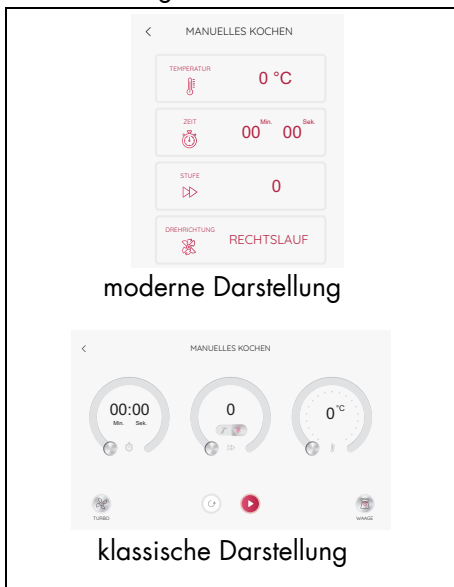 < MANUELLES KOCHEN
TEMPERATUR
0 °C
ZEIT
00 Min. 00 Sek.
STUFE
0
DREHRICHTUNG
RECHTSLAUF
moderne Darstellung
< MANUELLES KOCHEN
00:00
Min. Sek.
0
0 °C
TURBO
WAAGE
klassische Darstellung